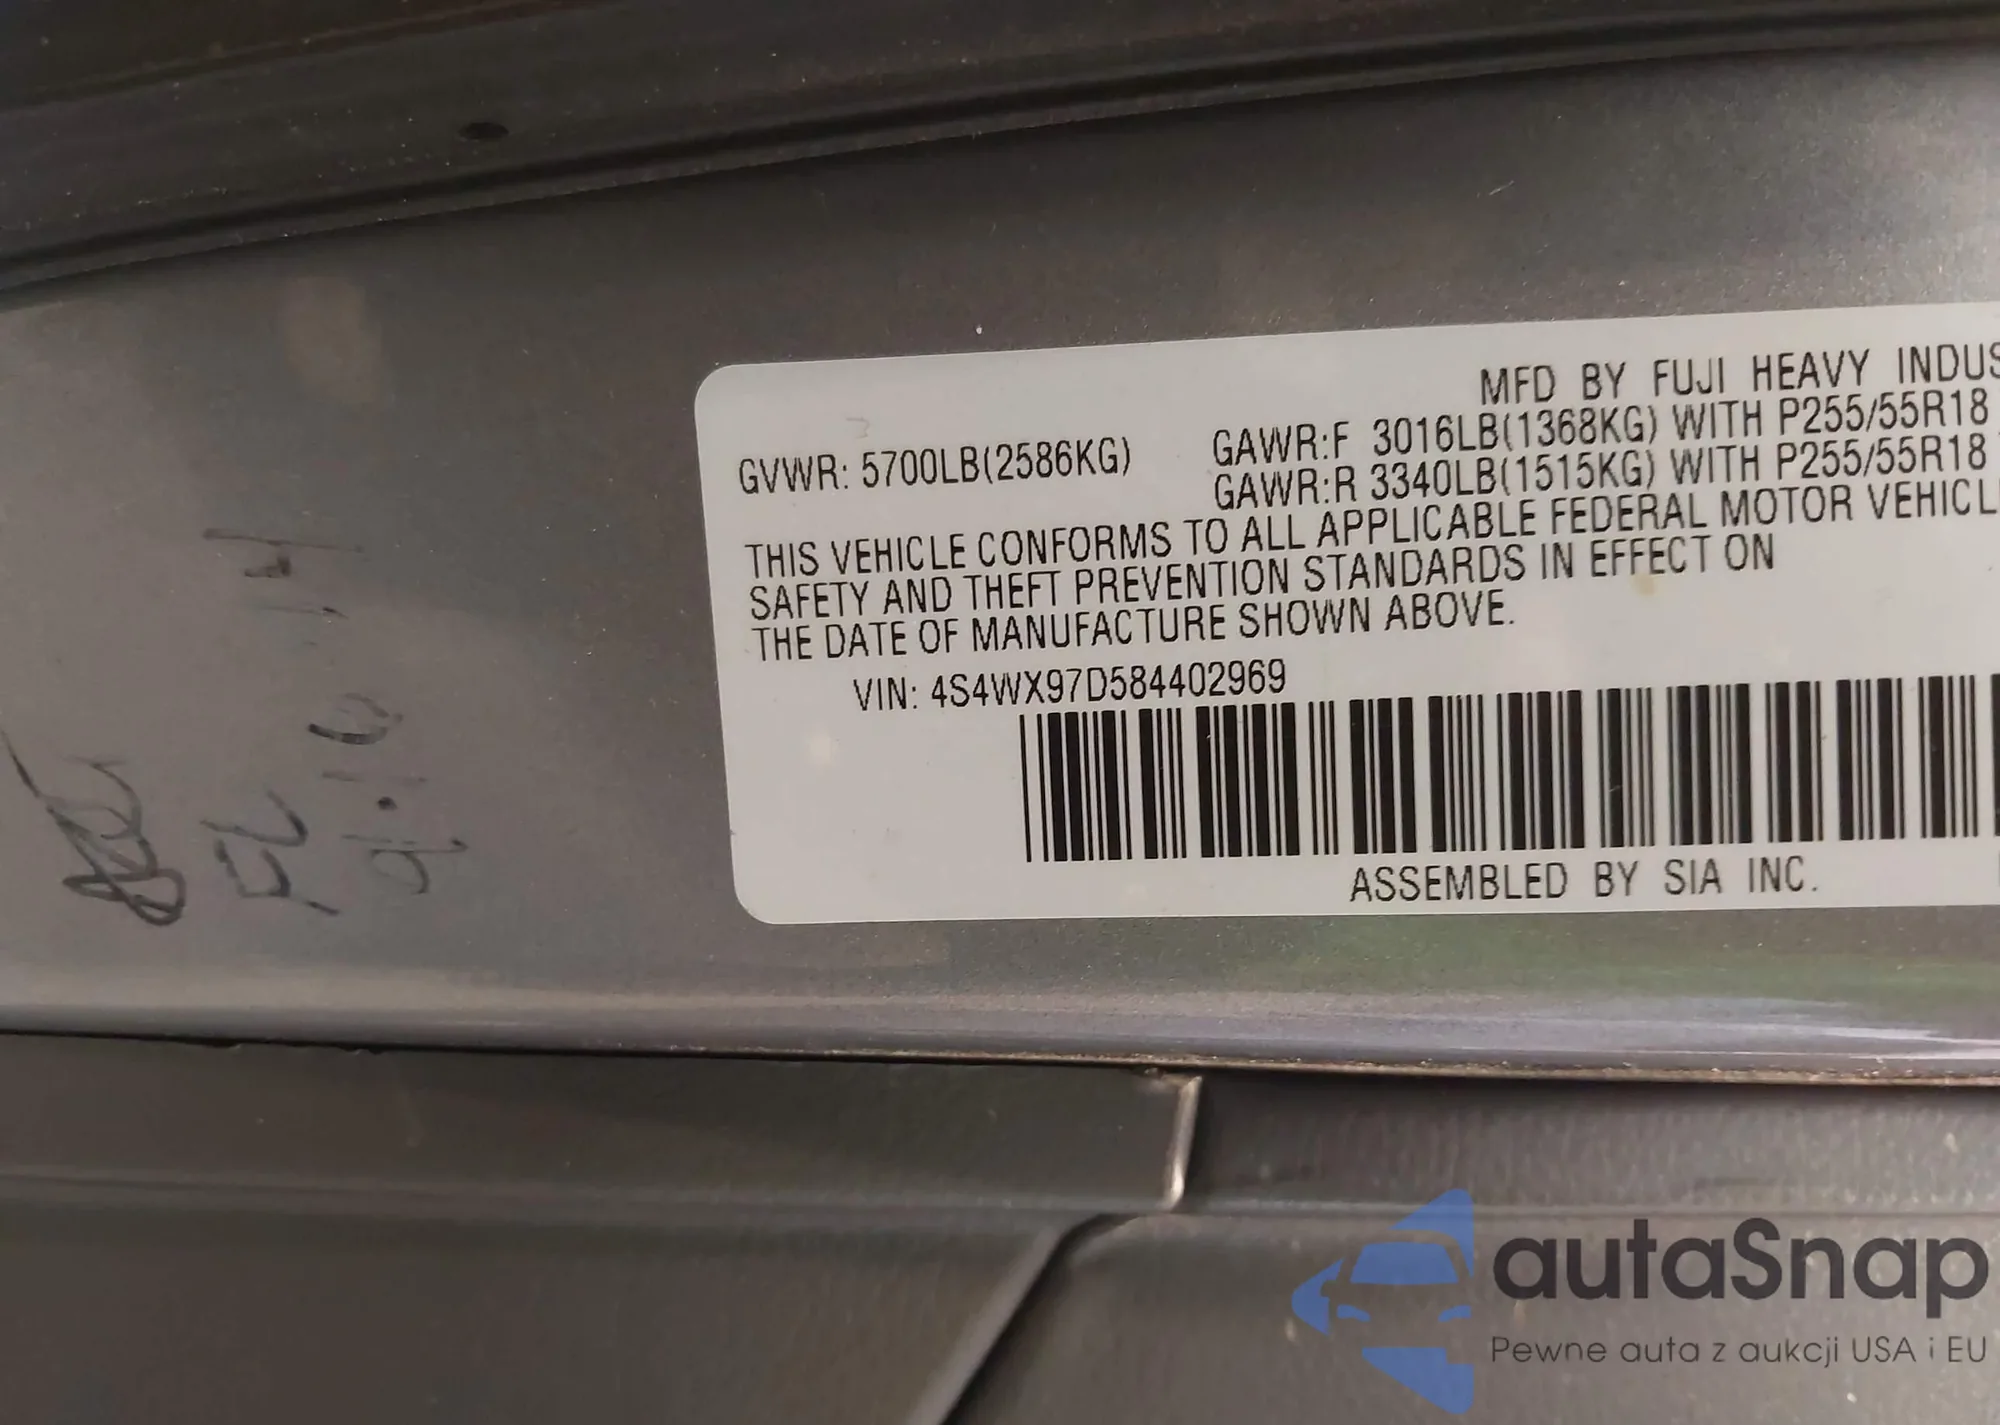 MFD BY FUJI HEAVY INDUS
GVWR: 5700LB(2586KG)
GAWR:F 3016LB(1368KG) WITH P255/55R18
GAWR:R 3340LB(1515KG) WITH P255/55R18
THIS VEHICLE CONFORMS TO ALL APPLICABLE FEDERAL MOTOR VEHICL
SAFETY AND THEFT PREVENTION STANDARDS IN EFFECT ON
THE DATE OF MANUFACTURE SHOWN ABOVE.
VIN: 4S4WX97D584402969
ASSEMBLED BY SIA INC.
FL
autaSnap
Pewne auta z aukcji USA i EU